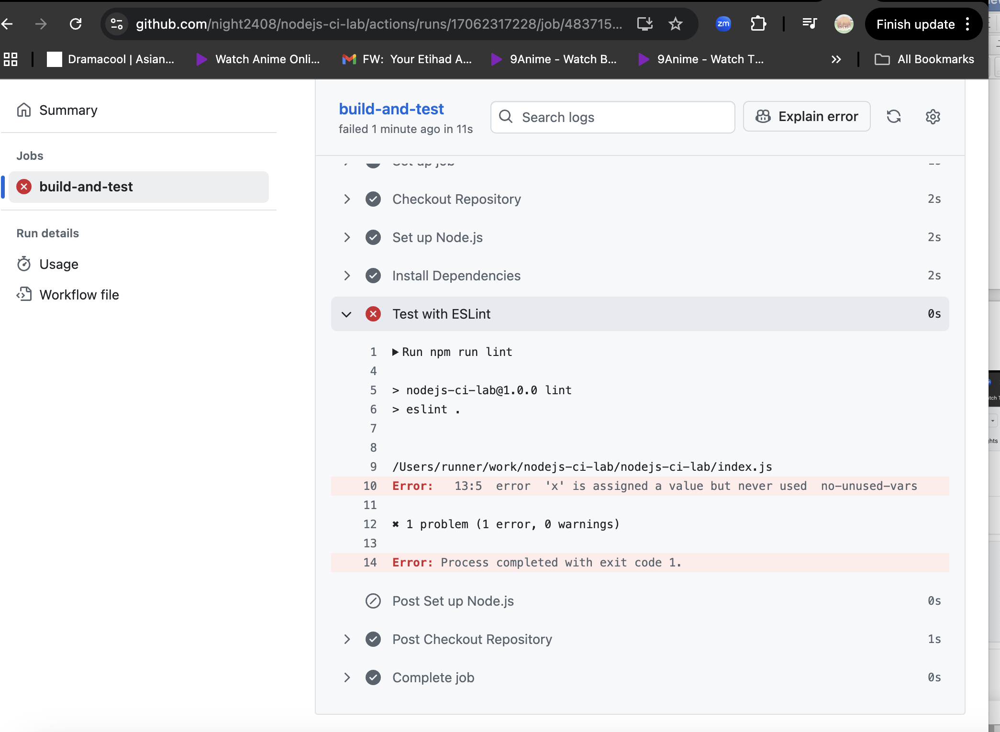 github.com/night2408/nodejs-ci-lab/actions/runs/17062317228/job/483715...
zm
Finish update
Dramacool | Asian...
Watch Anime Onli...
FW: Your Etihad A...
9Anime - Watch B...
9Anime - Watch T...
All Bookmarks
Summary
Jobs
build-and-test
Run details
Usage
Workflow file
build-and-test
failed 1 minute ago in 11s
Search logs
Explain error
Set up job
Checkout Repository 2s
Set up Node.js 2s
Install Dependencies 2s
Test with ESLint 0s
1 Run npm run lint
4
5 > nodejs-ci-lab@1.0.0 lint
6 > eslint .
7
8
9 /Users/runner/work/nodejs-ci-lab/nodejs-ci-lab/index.js
10 Error: 13:5 error 'x' is assigned a value but never used no-unused-vars
11
12 ✖ 1 problem (1 error, 0 warnings)
13
14 Error: Process completed with exit code 1.
Post Set up Node.js 0s
Post Checkout Repository 1s
Complete job 0s